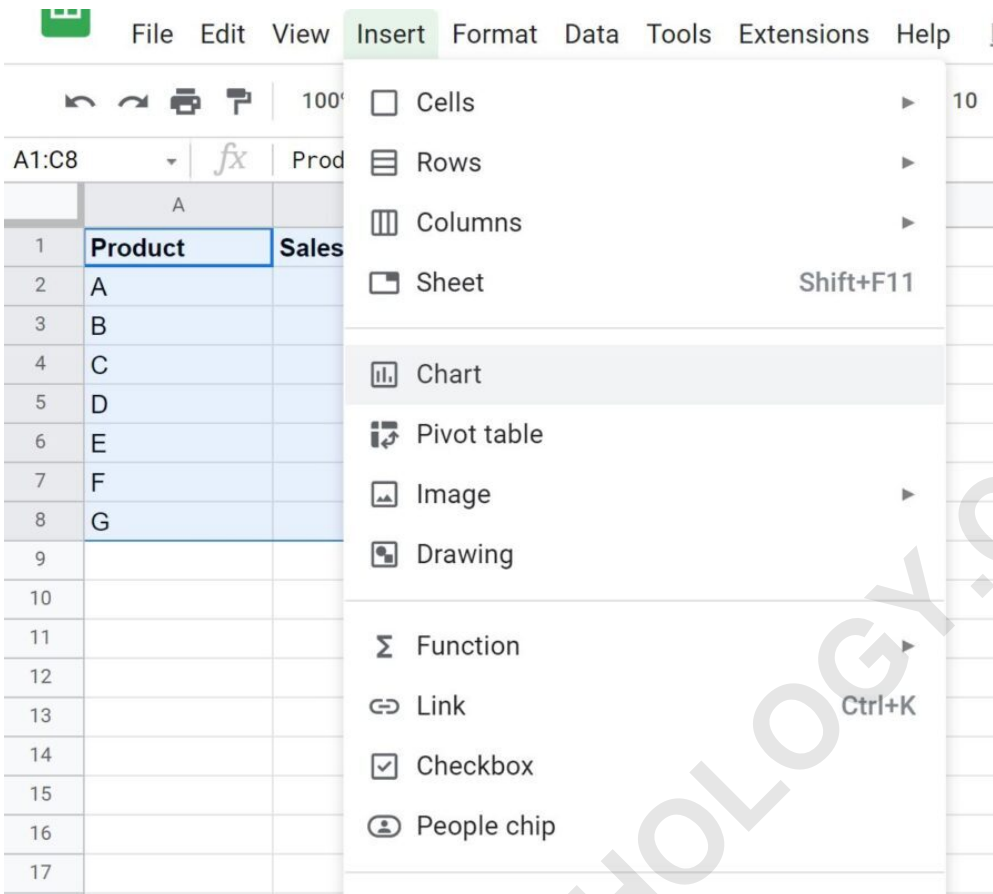 File Edit View Insert Format Data Tools Extensions Help
100%
10
A1:C8 fx Prod
A
1 Product Sales
2 A
3 B
4 C
5 D
6 E
7 F
8 G
9
10
11
12
13
14
15
16
17
Cells
Rows
Columns
Sheet Shift+F11
Chart
Pivot table
Image
Drawing
Σ Function
Link Ctrl+K
Checkbox
People chip
HOLOGY.C